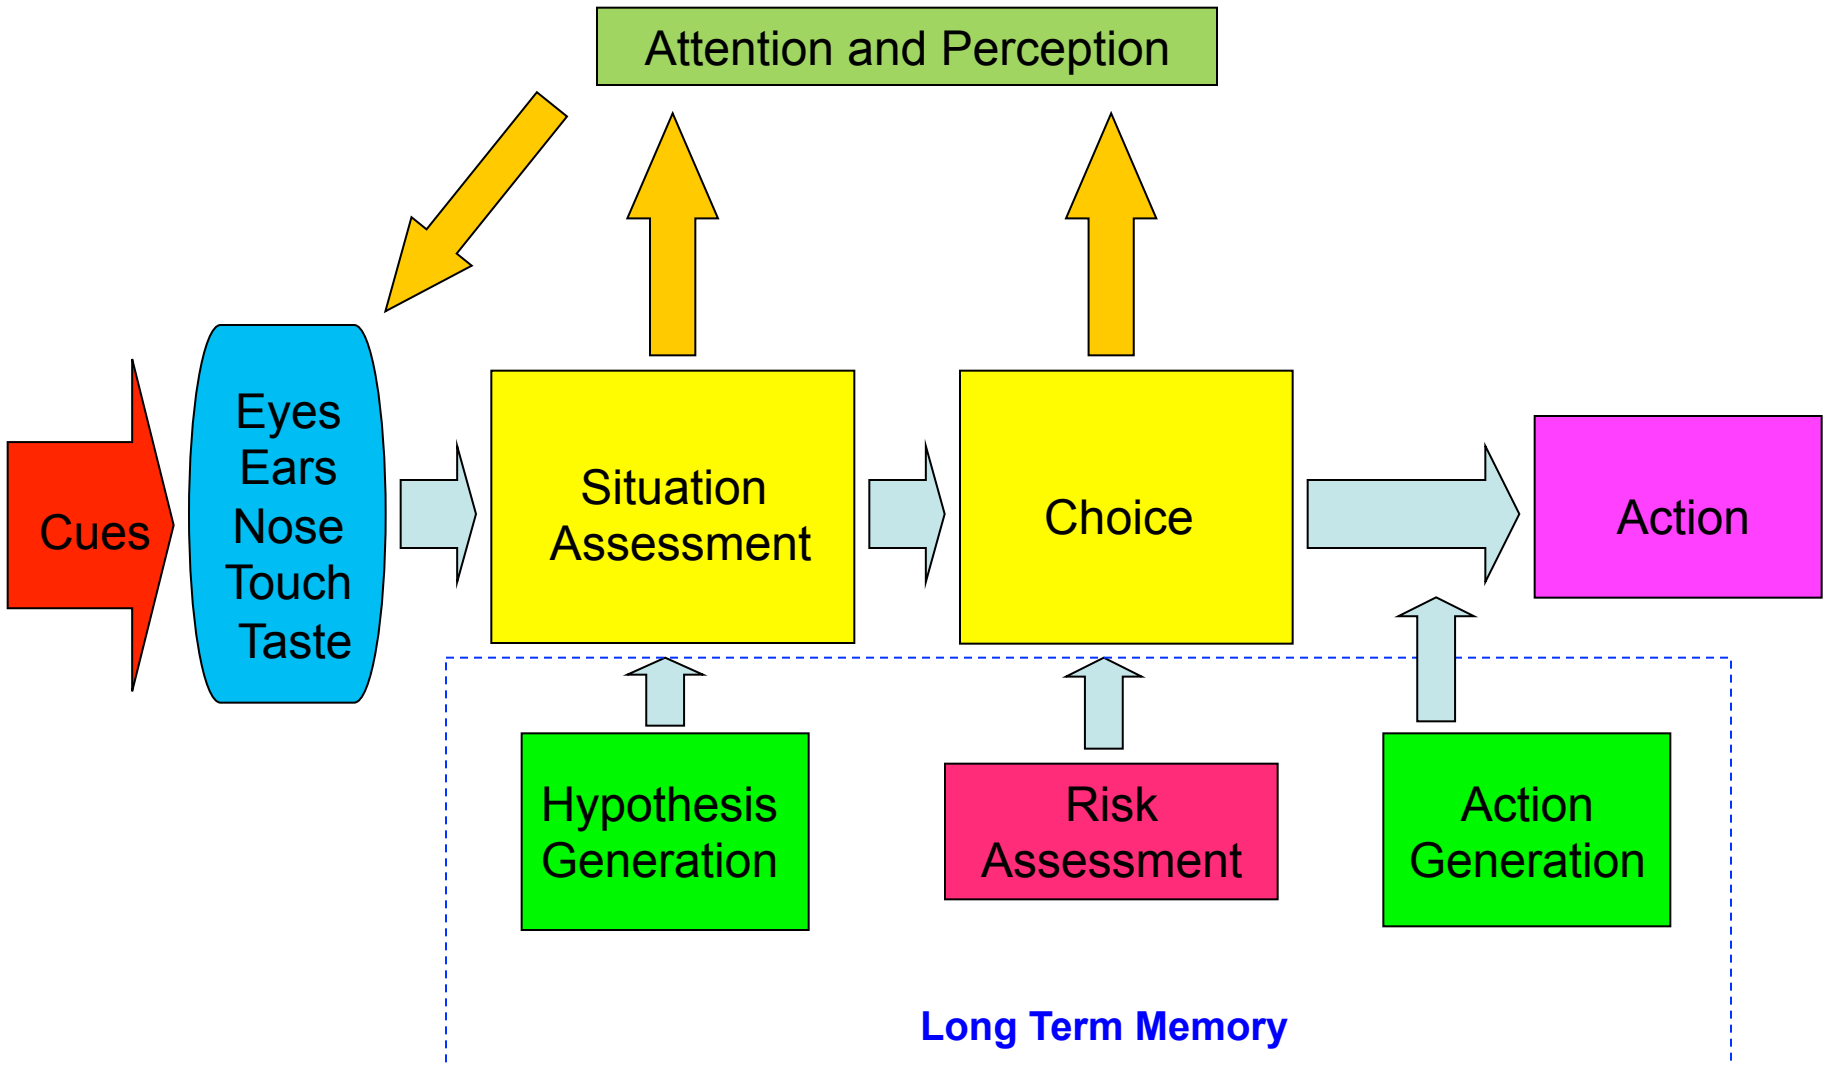 Attention and Perception
Cues
Eyes
Ears
Nose
Touch
Taste
Situation
Assessment
Choice
Action
Hypothesis
Generation
Risk
Assessment
Action
Generation
Long Term Memory